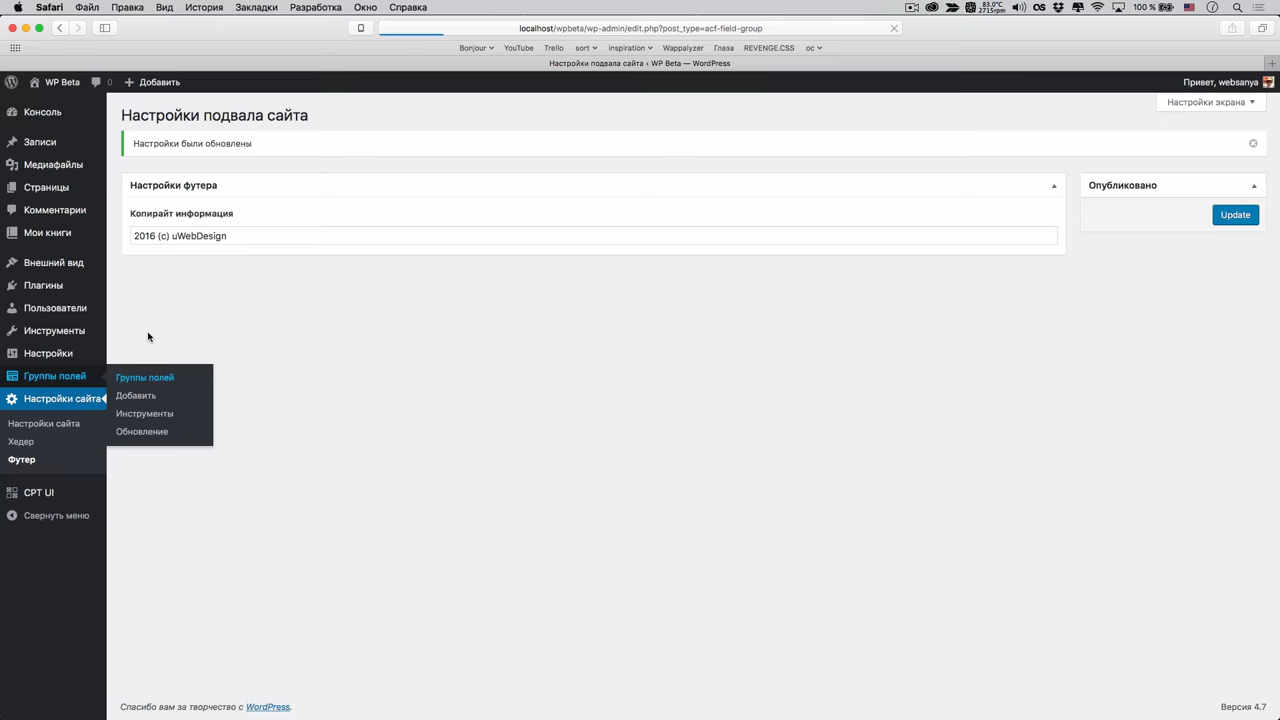 Safari Файл Правка Вид История Закладки Разработка Окно Справка 83.0°C 2715rpm 100 %
localhost/wpbeta/wp-admin/edit.php?post_type=acf-field-group
Bonjour YouTube Trello sort inspiration Wappalyzer Глаза REVENGE.CSS oc
Настройки подвала сайта ‹ WP Beta — WordPress
WP Beta 0 Добавить Привет, websanya
Настройки экрана
Настройки подвала сайта
Настройки были обновлены
Настройки футера
Копирайт информация
2016 (c) uWebDesign
Опубликовано
Update
Консоль
Записи
Медиафайлы
Страницы
Комментарии
Мои книги
Внешний вид
Плагины
Пользователи
Инструменты
Настройки
Группы полей
Настройки сайта
Настройки сайта
Хедер
Футер
CPT UI
Свернуть меню
Группы полей
Добавить
Инструменты
Обновление
Спасибо вам за творчество с WordPress.
Версия 4.7